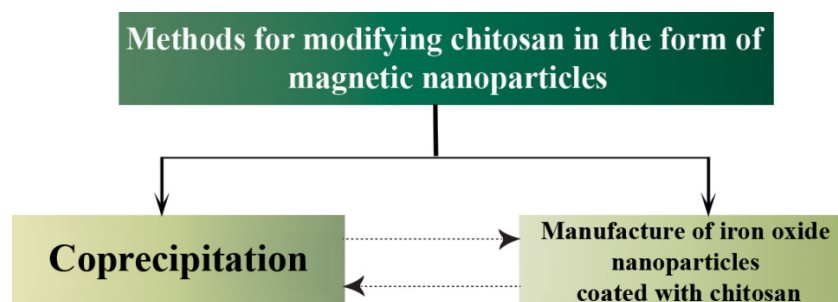 Methods for modifying chitosan in the form of
magnetic nanoparticles
Coprecipitation
Manufacture of iron oxide
nanoparticles
coated with chitosan